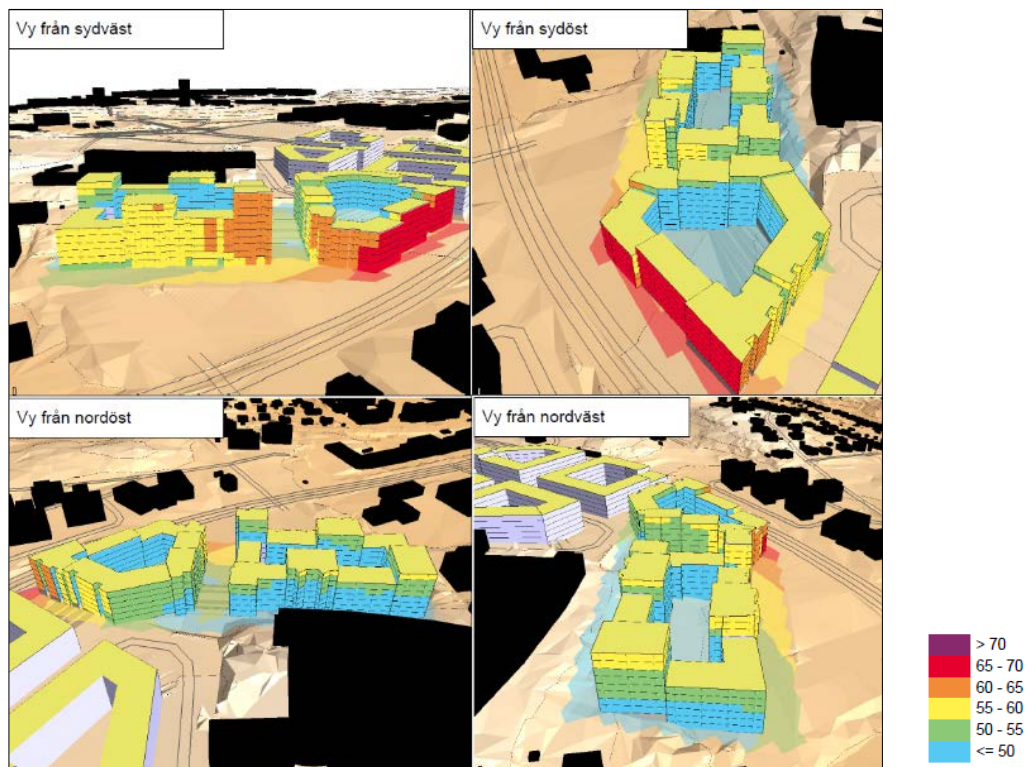 Vy från sydväst
Vy från sydöst
Vy från nordöst
Vy från nordväst
> 70
65 - 70
60 - 65
55 - 60
50 - 55
<= 50